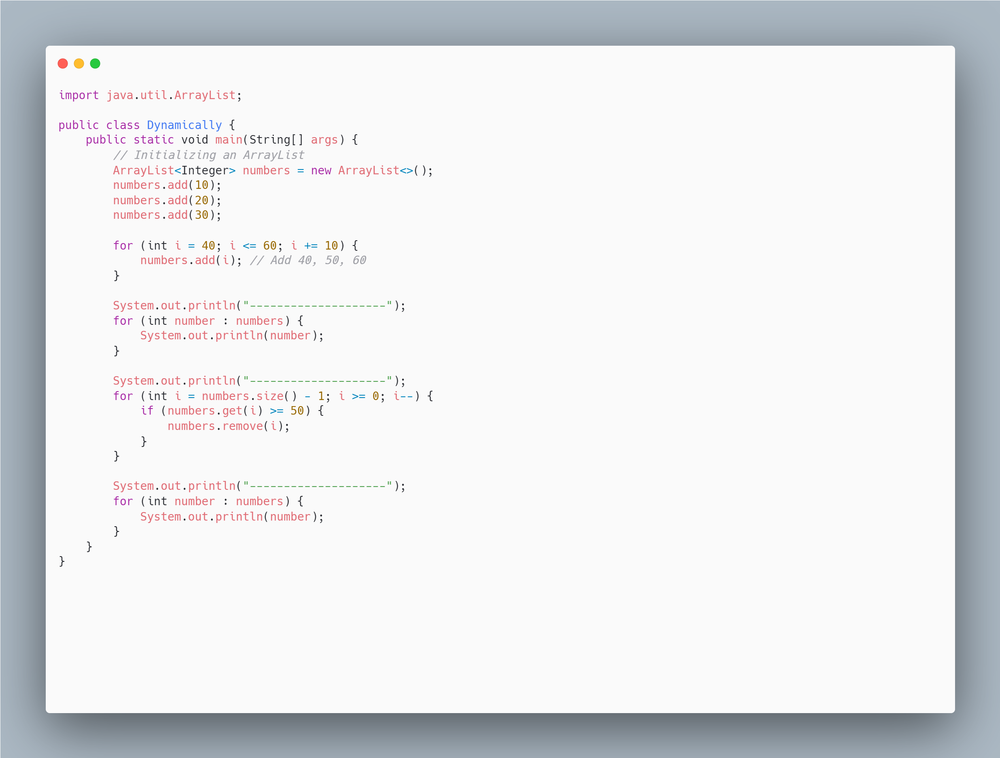 import java.util.ArrayList;

public class Dynamically {
    public static void main(String[] args) {
        // Initializing an ArrayList
        ArrayList<Integer> numbers = new ArrayList<>();
        numbers.add(10);
        numbers.add(20);
        numbers.add(30);

        for (int i = 40; i <= 60; i += 10) {
            numbers.add(i); // Add 40, 50, 60
        }

        System.out.println("--------------------");
        for (int number : numbers) {
            System.out.println(number);
        }

        System.out.println("--------------------");
        for (int i = numbers.size() - 1; i >= 0; i--) {
            if (numbers.get(i) >= 50) {
                numbers.remove(i);
            }
        }

        System.out.println("--------------------");
        for (int number : numbers) {
            System.out.println(number);
        }
    }
}